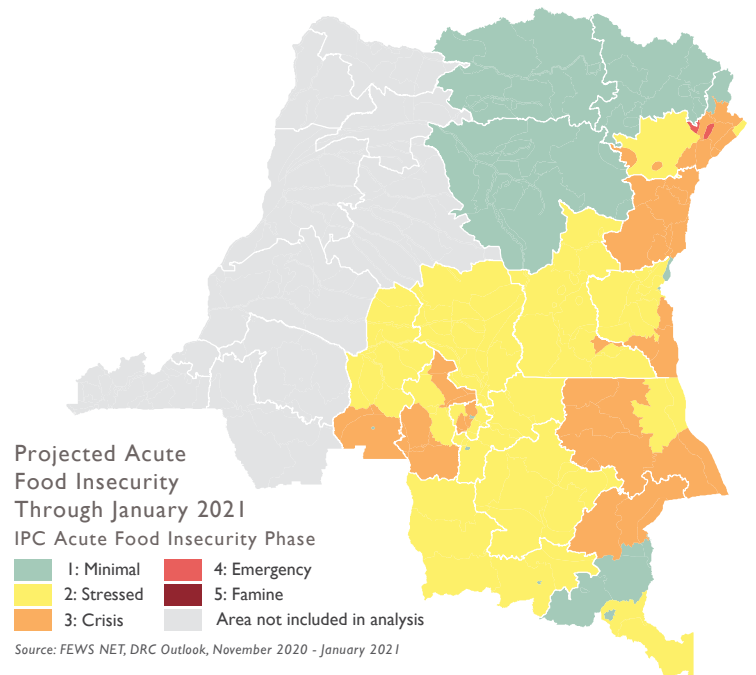 Projected Acute
Food Insecurity
Through January 2021
IPC Acute Food Insecurity Phase
1: Minimal
2: Stressed
3: Crisis
4: Emergency
5: Famine
Area not included in analysis
Source: FEWS NET, DRC Outlook, November 2020 - January 2021